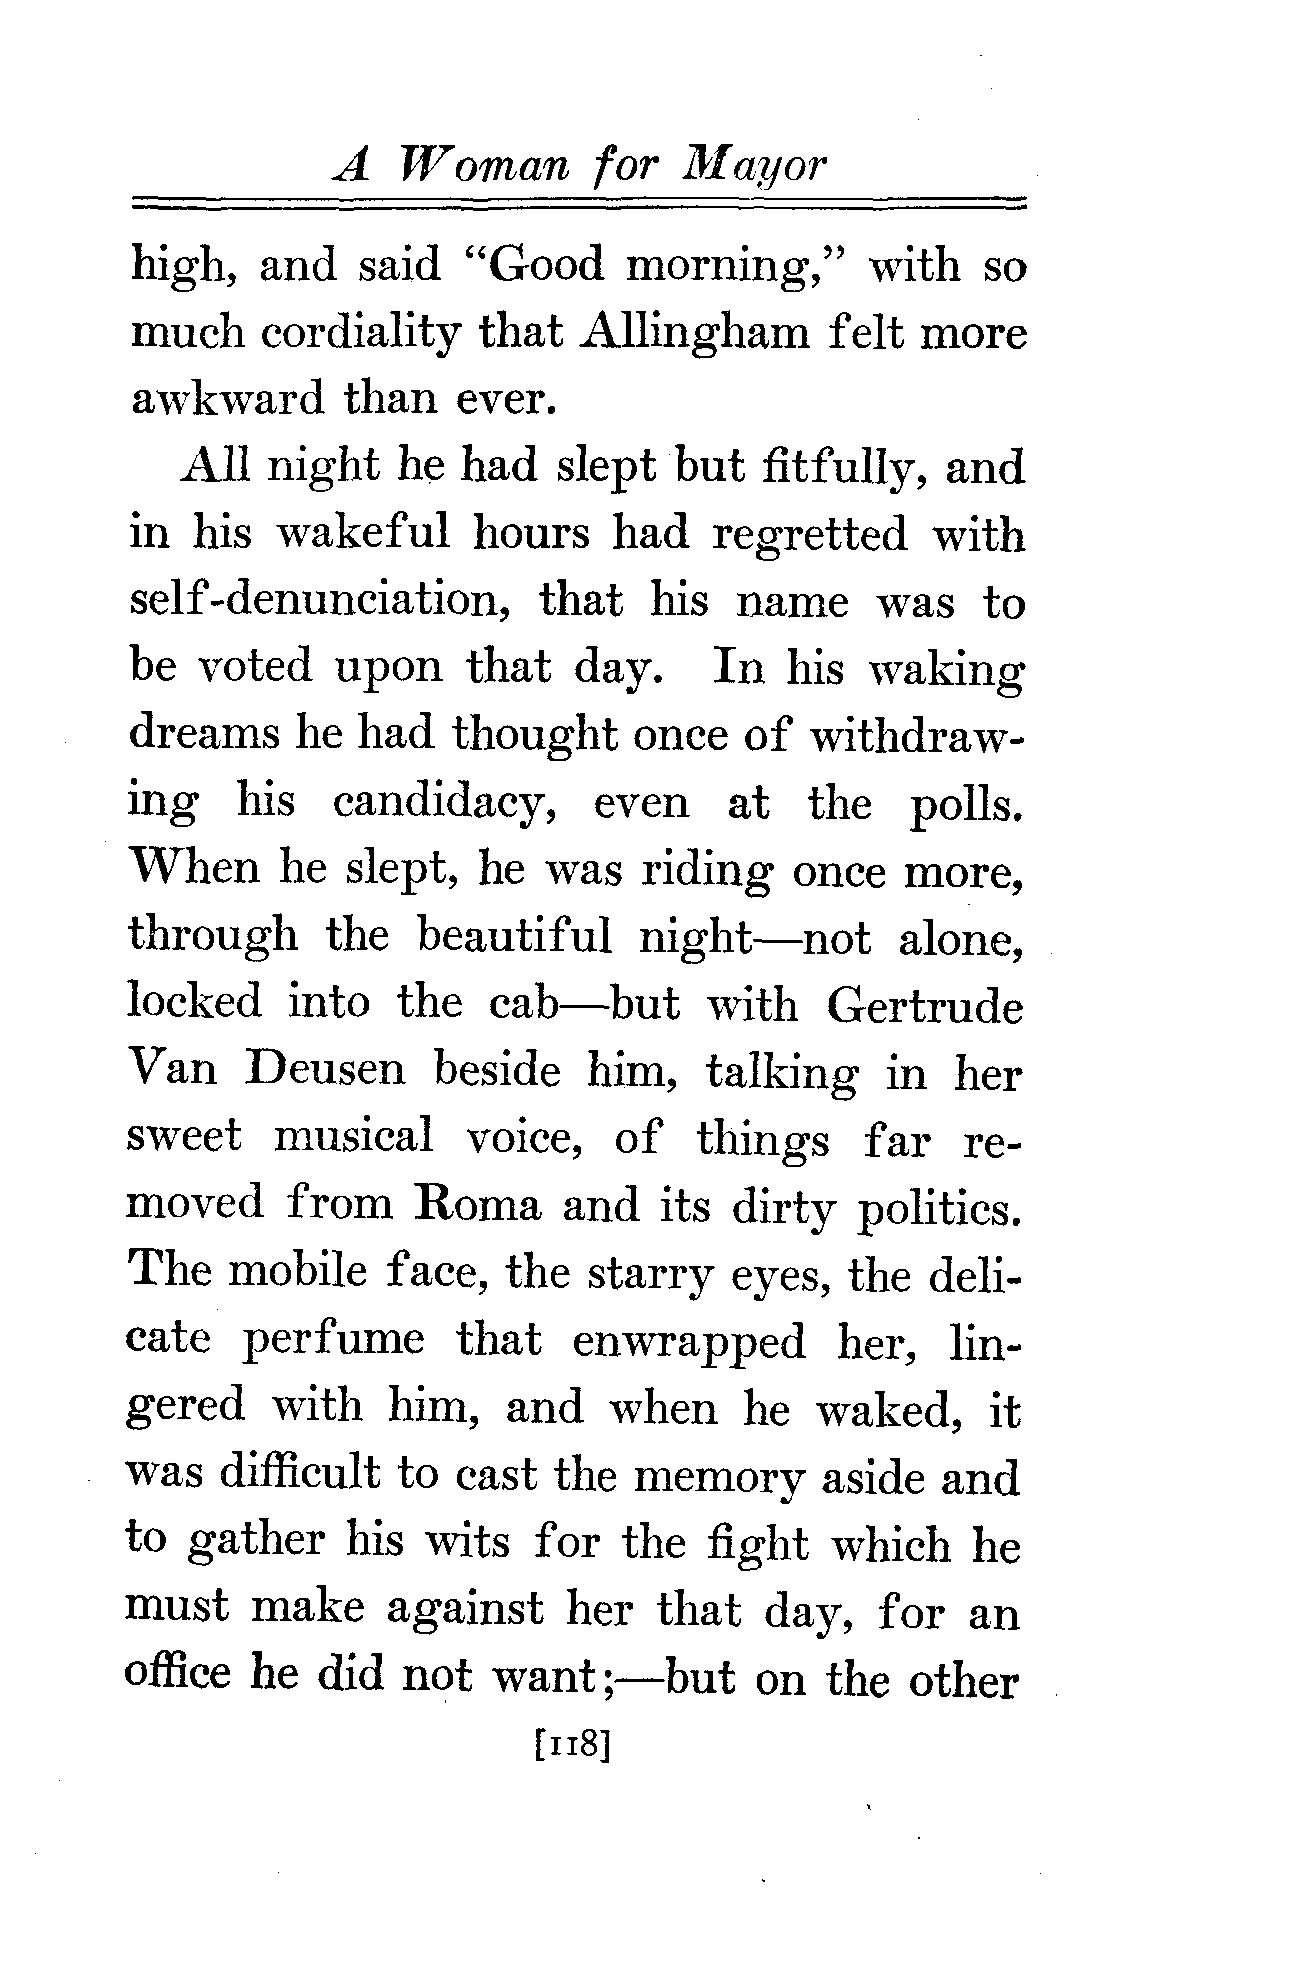 A Woman for Mayor
high, and said “Good morning,” with so
much cordiality that Allingham felt more
awkward than ever.
All night he had slept but fitfully, and
in his wakeful hours had regretted with
self-denunciation, that his name was to
be voted upon that day. In his waking
dreams he had thought once of withdraw-
ing his candidacy, even at the polls.
When he slept, he was riding once more,
through the beautiful night—not alone,
locked into the cab—but with Gertrude
Van Deusen beside him, talking in her
sweet musical voice, of things far re-
moved from Roma and its dirty politics.
The mobile face, the starry eyes, the deli-
cate perfume that enwrapped her, lin-
gered with him, and when he waked, it
was difficult to cast the memory aside and
to gather his wits for the fight which he
must make against her that day, for an
office he did not want;—but on the other
[118]